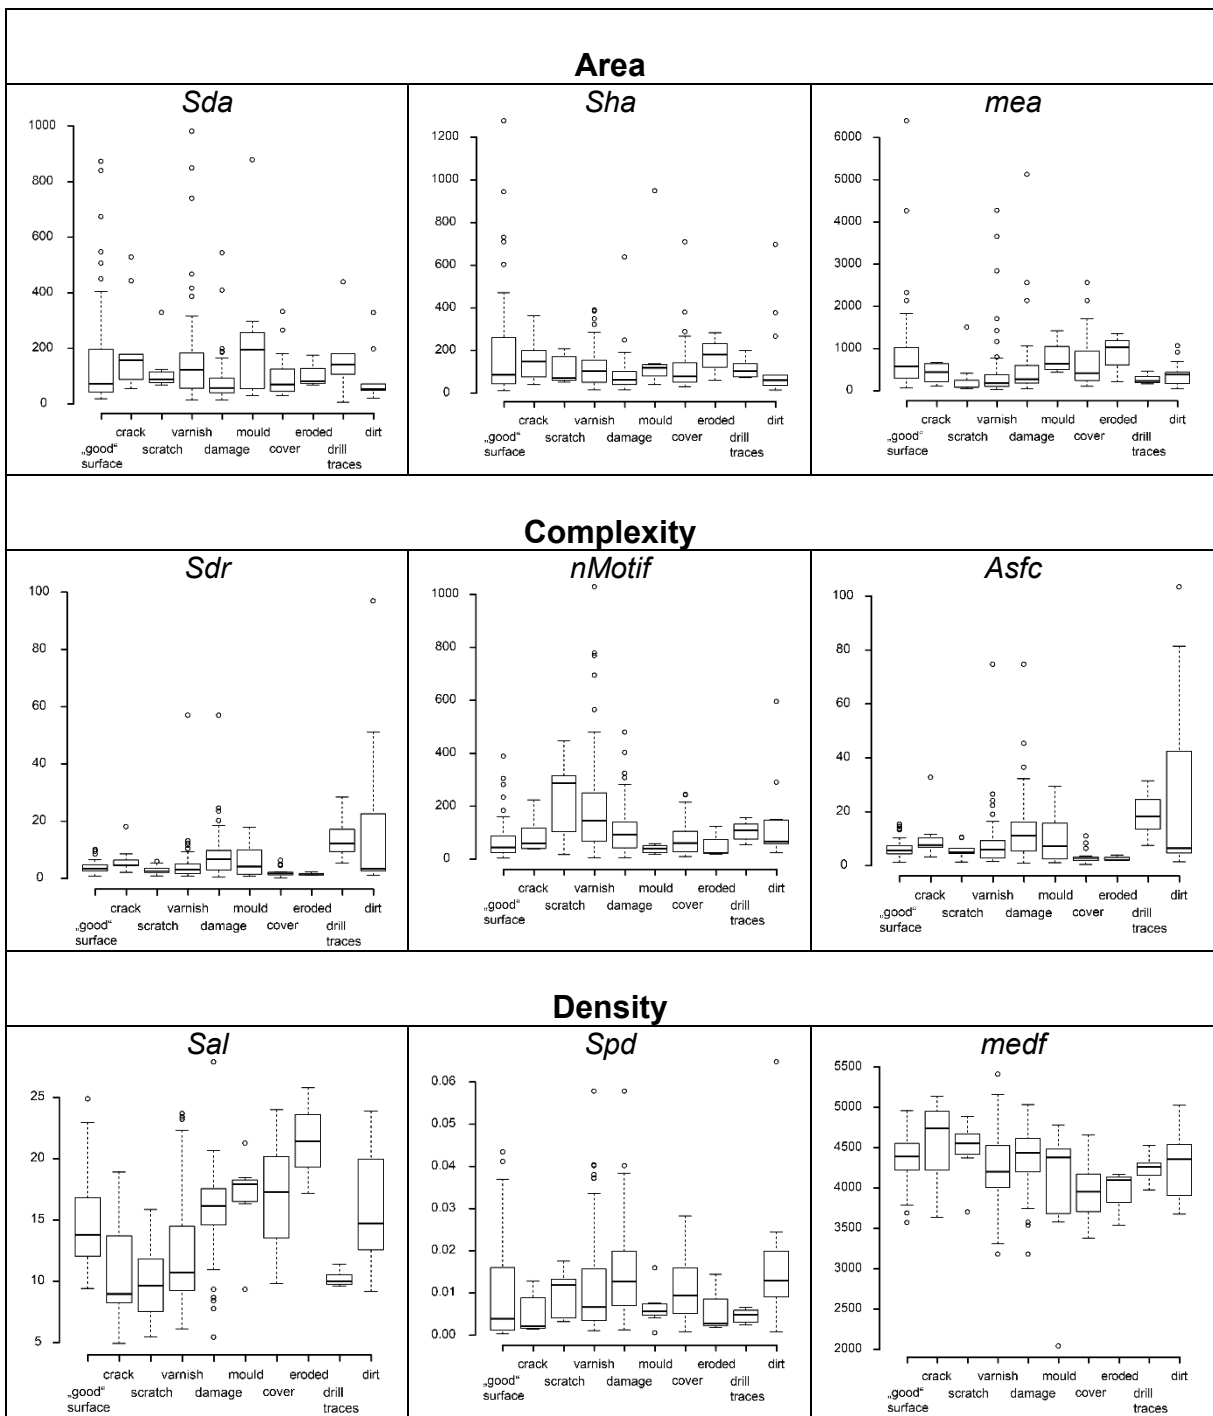 Area
Sda
Sha
mea
1000
800
600
400
200
0
crack varnish mould eroded dirt
„good“ scratch damage cover drill
surface traces
1200
1000
800
600
400
200
0
crack varnish mould eroded dirt
„good“ scratch damage cover drill
surface traces
6000
5000
4000
3000
2000
1000
0
crack varnish mould eroded dirt
„good“ scratch damage cover drill
surface traces
Complexity
Sdr
nMotif
Asfc
100
80
60
40
20
0
crack varnish mould eroded dirt
„good“ scratch damage cover drill
surface traces
1000
800
600
400
200
0
crack varnish mould eroded dirt
„good“ scratch damage cover drill
surface traces
100
80
60
40
20
0
crack varnish mould eroded dirt
„good“ scratch damage cover drill
surface traces
Density
Sal
Spd
medf
25
20
15
10
5
crack varnish mould eroded dirt
„good“ scratch damage cover drill
surface traces
0.06
0.05
0.04
0.03
0.02
0.01
0.00
crack varnish mould eroded dirt
„good“ scratch damage cover drill
surface traces
5500
5000
4500
4000
3500
3000
2500
2000
crack varnish mould eroded dirt
„good“ scratch damage cover drill
surface traces